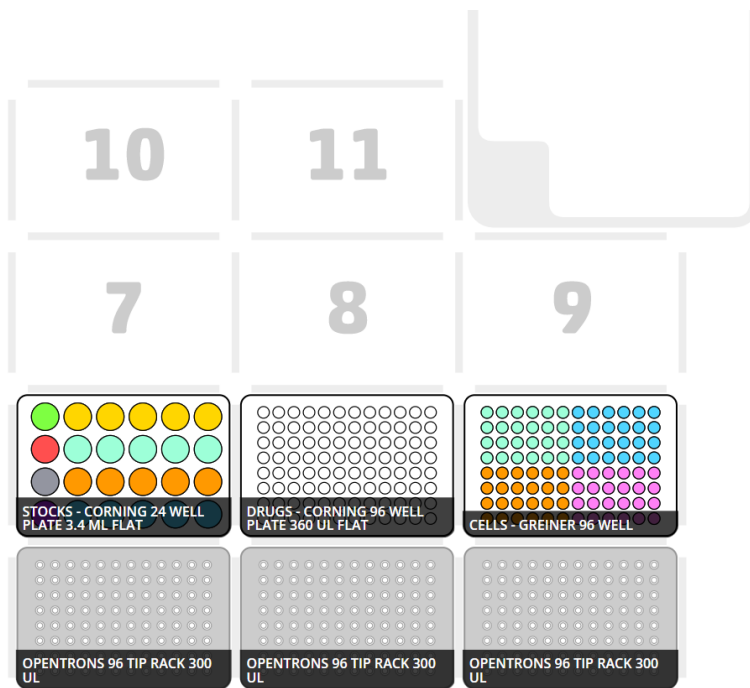 10
11
7
8
9
STOCKS - CORNING 24 WELL
PLATE 3.4 ML FLAT
DRUGS - CORNING 96 WELL
PLATE 360 UL FLAT
CELLS - GREINER 96 WELL
OPENTRONS 96 TIP RACK 300
UL
OPENTRONS 96 TIP RACK 300
UL
OPENTRONS 96 TIP RACK 300
UL